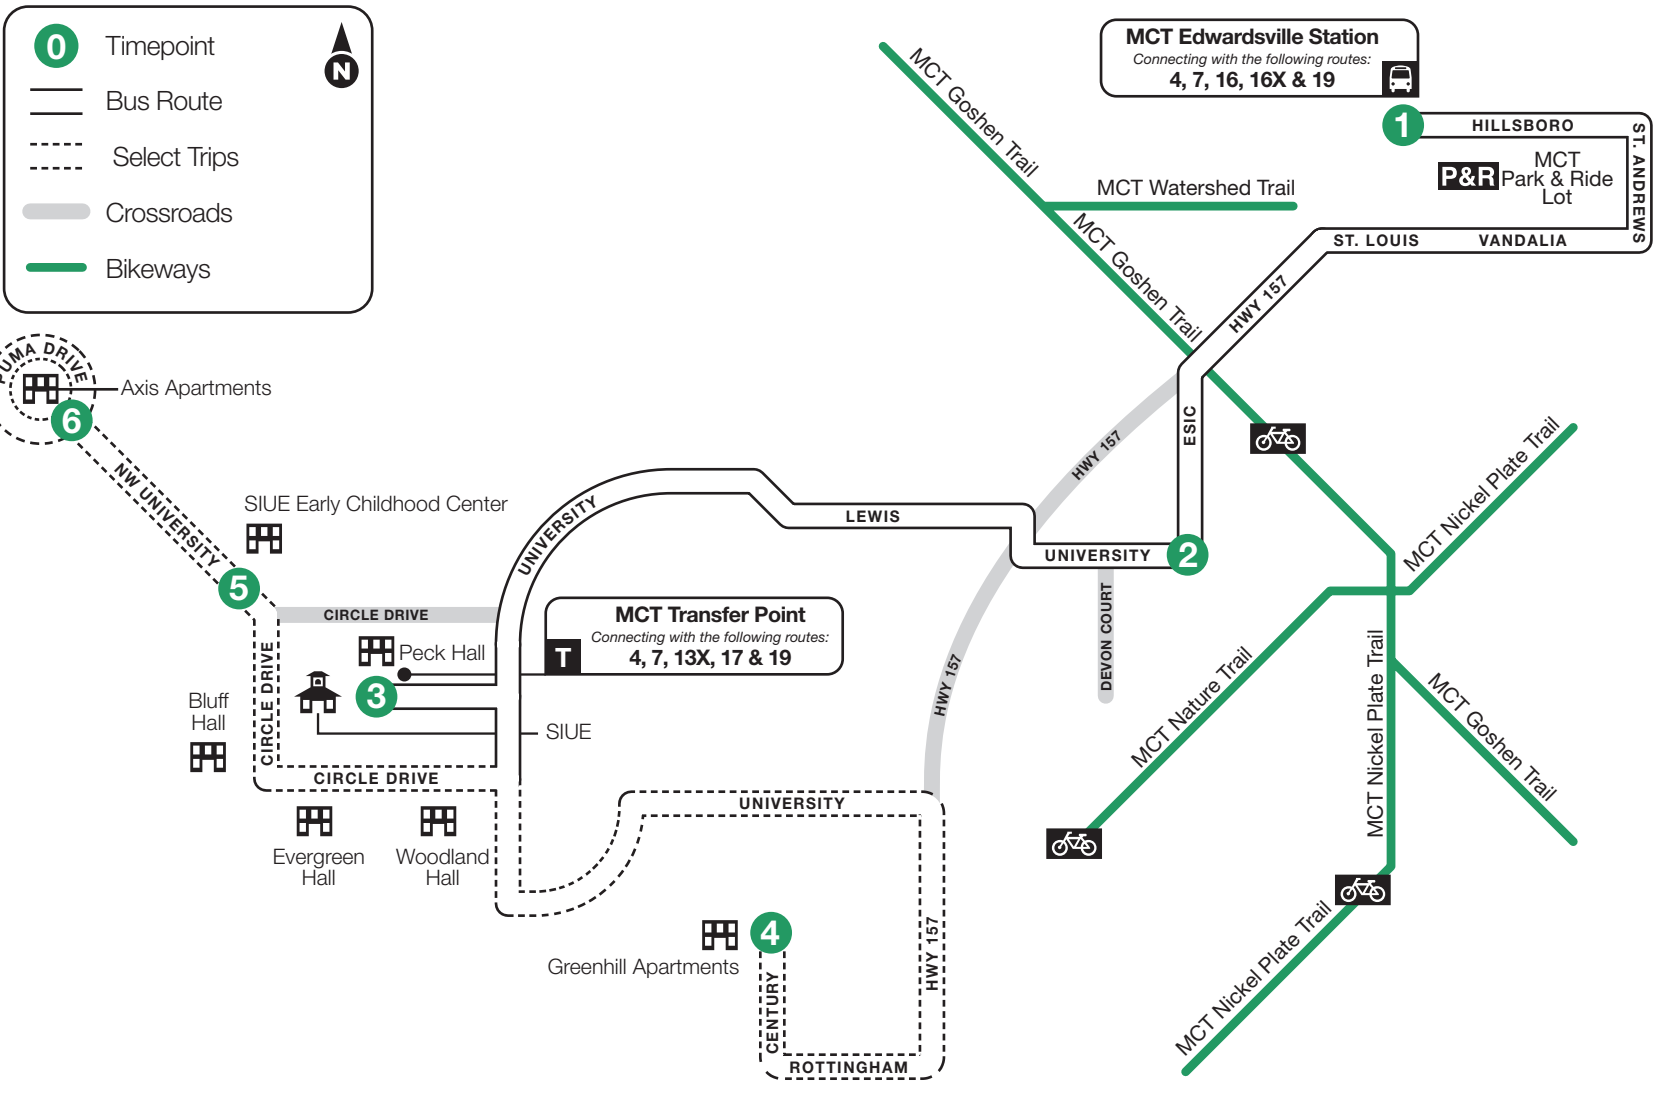 0 Timepoint
N
Bus Route
Select Trips
Crossroads
Bikeways
MCT Edwardsville Station
Connecting with the following routes:
4, 7, 16, 16X & 19
1
HILLSBORO
ST. ANDREWS
P&R
MCT
Park & Ride
Lot
ST. LOUIS
VANDALIA
MCT Goshen Trail
MCT Watershed Trail
MCT Goshen Trail
HWY 157
PUMA DRIVE
Axis Apartments
6
NW UNIVERSITY
SIUE Early Childhood Center
5
UNIVERSITY
LEWIS
HWY 157
ESIC
UNIVERSITY
2
MCT Nickel Plate Trail
CIRCLE DRIVE
MCT Transfer Point
Connecting with the following routes:
4, 7, 13X, 17 & 19
T
Peck Hall
3
CIRCLE DRIVE
Bluff
Hall
SIUE
CIRCLE DRIVE
HWY 157
DEVON COURT
MCT Nature Trail
MCT Nickel Plate Trail
MCT Goshen Trail
UNIVERSITY
Evergreen
Hall
Woodland
Hall
4
Greenhill Apartments
CENTURY
HWY 157
ROTTINGHAM
MCT Nickel Plate Trail